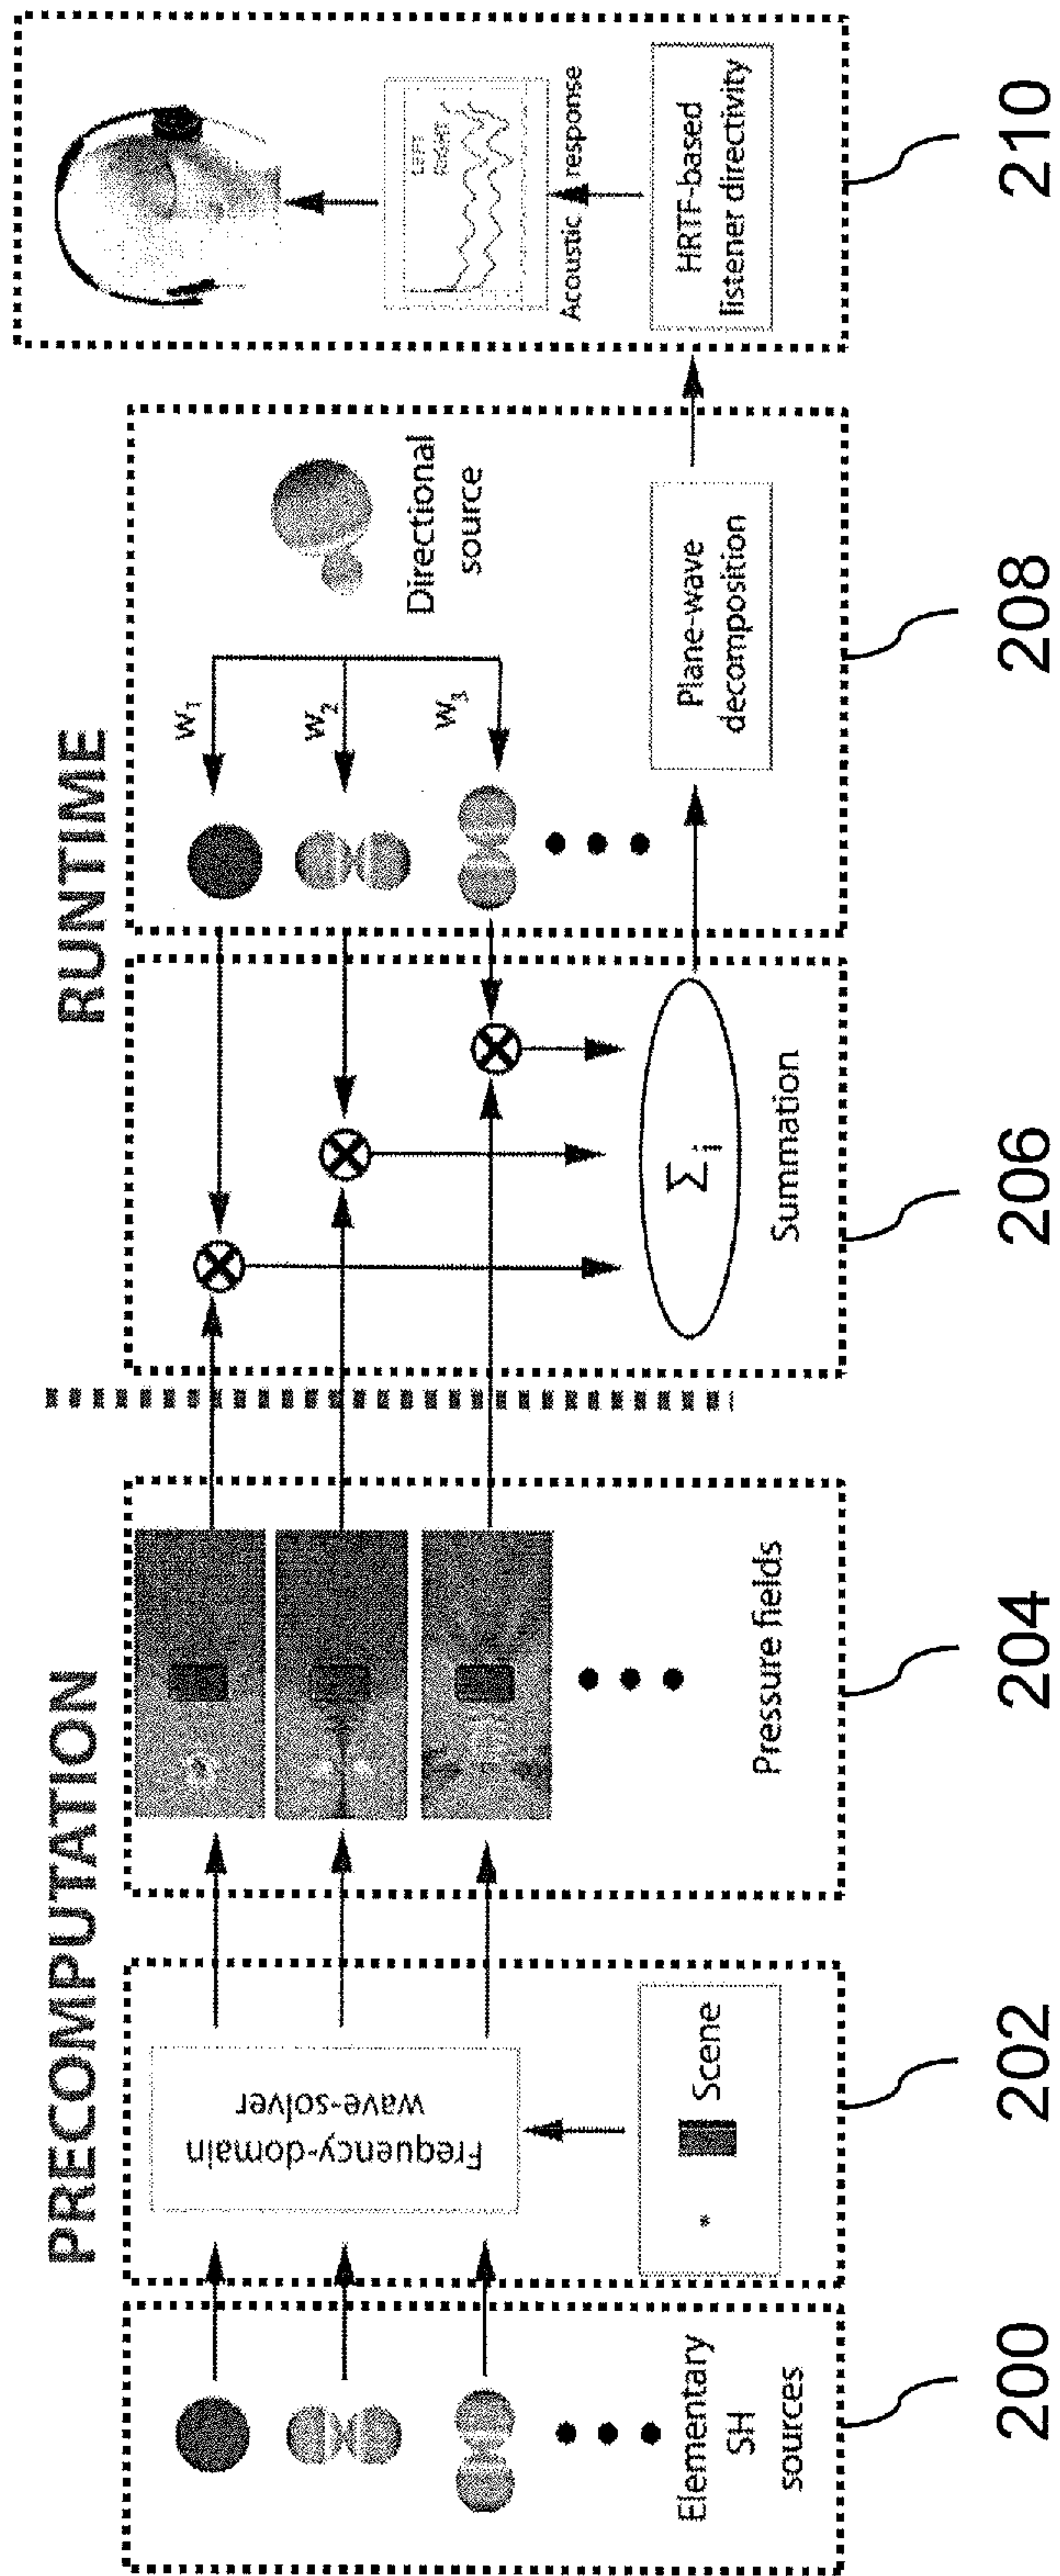 PRECOMPUTATION
RUNTIME
Elementary
SH
sources
Frequency-domain
wave-solver
* Scene
Pressure fields
Σi
Summation
w1
w2
w3
Directional
source
Plane-wave
decomposition
LEFT
RIGHT
Acoustic response
HRTF-based
listener directivity
200
202
204
206
208
210